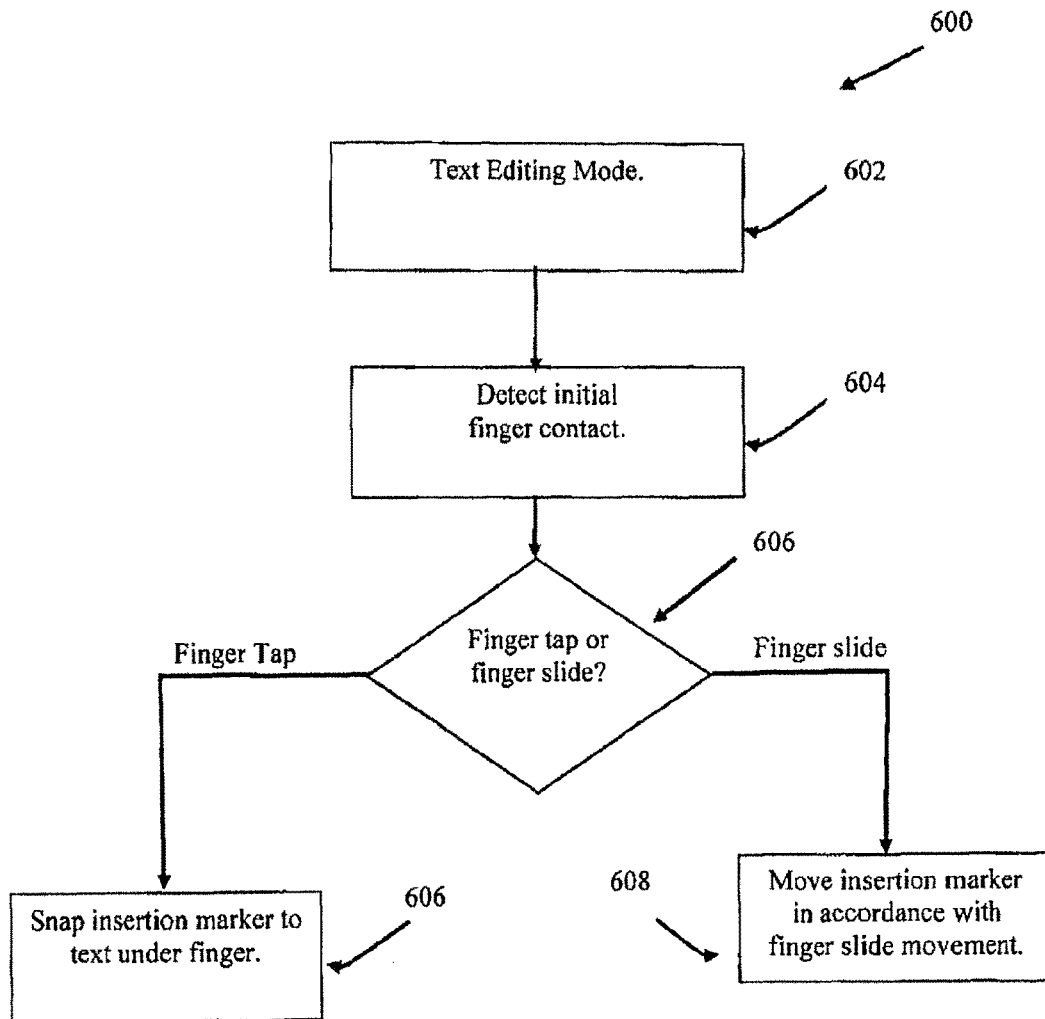 600
Text Editing Mode.
602
Detect initial
finger contact.
604
606
Finger tap or
finger slide?
Finger Tap
Finger slide
Snap insertion marker to
text under finger.
606
608
Move insertion marker
in accordance with
finger slide movement.